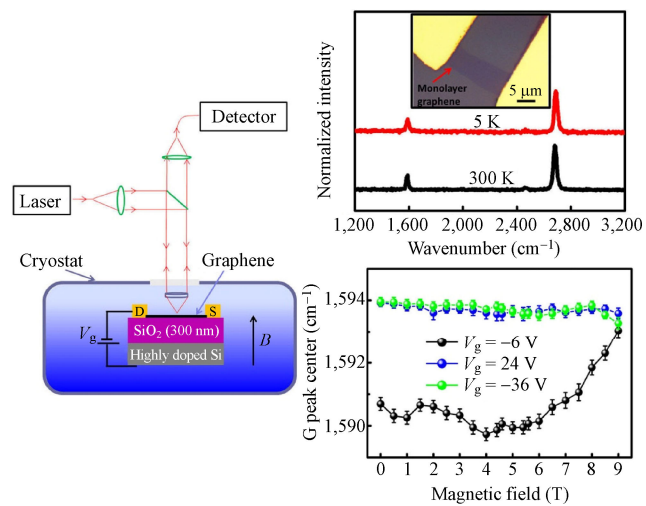 Detector
Laser
Cryostat
Graphene
D
S
Vg
SiO2 (300 nm)
Highly doped Si
B
Normalized intensity
Monolayer
graphene
5 μm
5 K
300 K
1,200 1,600 2,000 2,400 2,800 3,200
Wavenumber (cm−1)
G peak center (cm−1)
1,594
1,592
1,590
Vg = −6 V
Vg = 24 V
Vg = −36 V
0 1 2 3 4 5 6 7 8 9
Magnetic field (T)